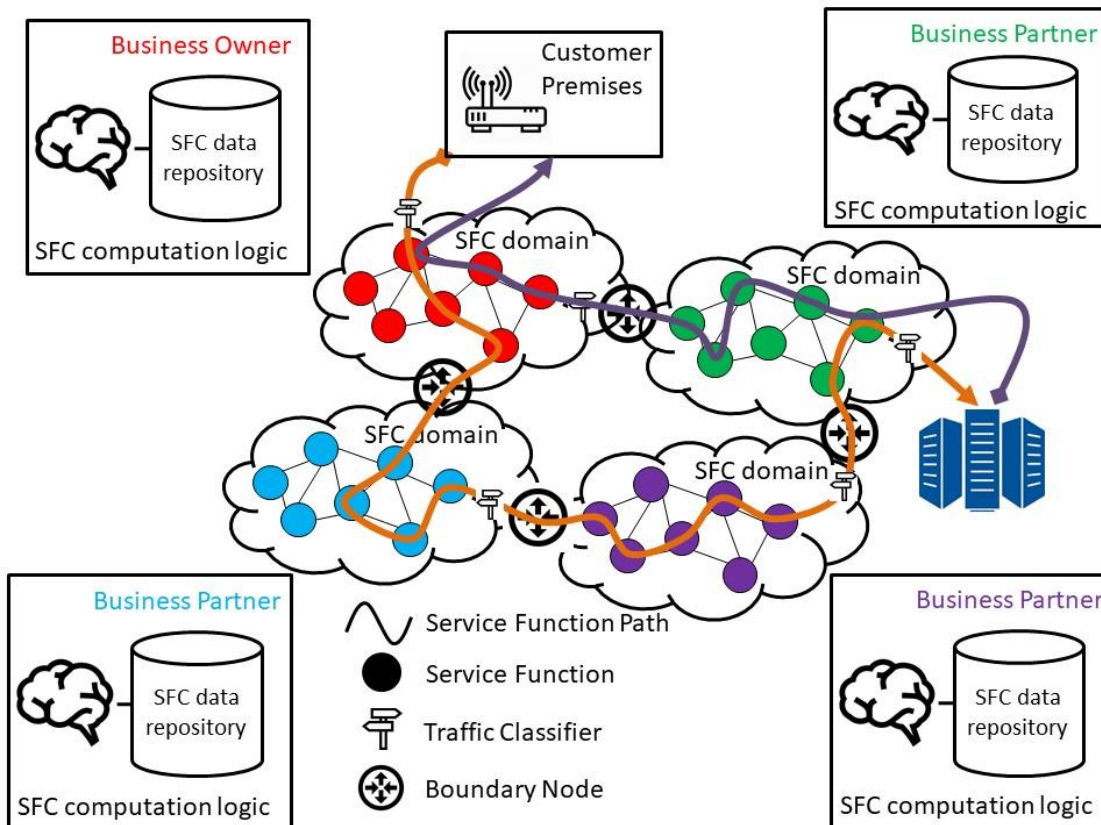 Business Owner
SFC data
repository
SFC computation logic
Customer
Premises
Business Partner
SFC data
repository
SFC computation logic
SFC domain
SFC domain
SFC domain
SFC domain
Business Partner
SFC data
repository
SFC computation logic
Service Function Path
Service Function
Traffic Classifier
Boundary Node
Business Partner
SFC data
repository
SFC computation logic